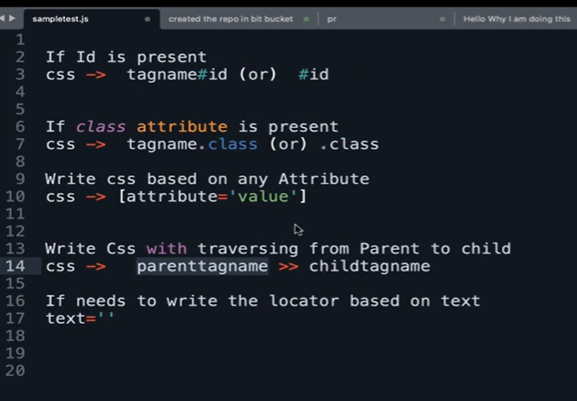 sampletest.js
created the repo in bit bucket
pr
Hello Why I am doing this
1
2 If Id is present
3 css -> tagname#id (or) #id
4
5
6 If class attribute is present
7 css -> tagname.class (or) .class
8
9 Write css based on any Attribute
10 css -> [attribute='value']
11
12
13 Write Css with traversing from Parent to child
14 css -> parenttagname >> childtagname
15
16 If needs to write the locator based on text
17 text=''
18
19
20